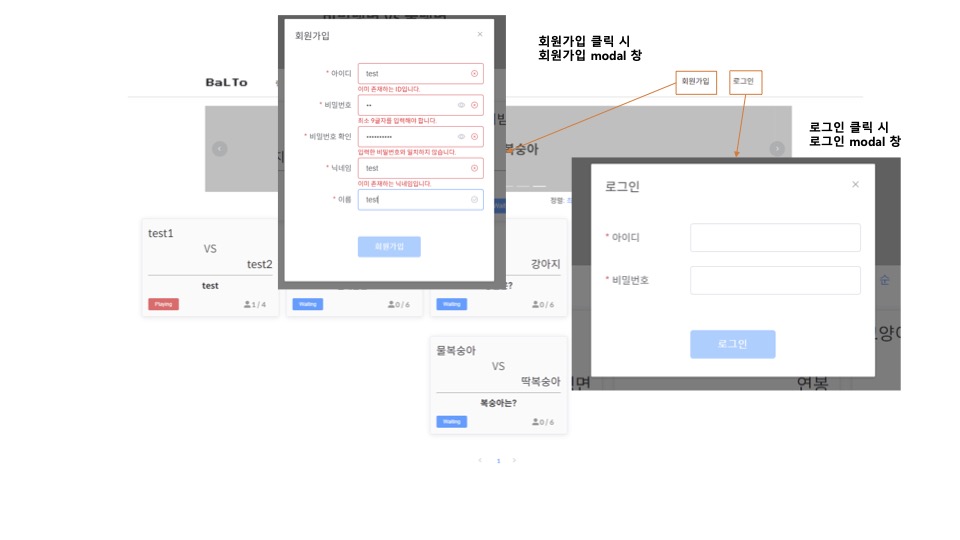 회원가입
* 아이디
test
이미 존재하는 ID입니다.
* 비밀번호
••
최소 9글자를 입력해야 합니다.
* 비밀번호 확인
••••••••••
입력한 비밀번호와 일치하지 않습니다.
* 닉네임
test
이미 존재하는 닉네임입니다.
* 이름
test
회원가입
회원가입 클릭 시
회원가입 modal 창
BaLTo
회원가입
로그인
로그인 클릭 시
로그인 modal 창
복숭아
정렬:
로그인
* 아이디
* 비밀번호
로그인
순
연봉
test1
VS
test2
test
Playing
1 / 4
Waiting
0 / 6
강아지
Waiting
0 / 6
물복숭아
VS
딱복숭아
복숭아는?
Waiting
0 / 6
< 1 >